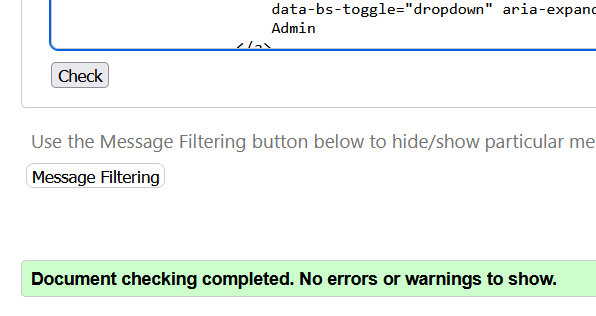 data-bs-toggle="dropdown" aria-expand
Admin
</a>
Check
Use the Message Filtering button below to hide/show particular me
Message Filtering
Document checking completed. No errors or warnings to show.